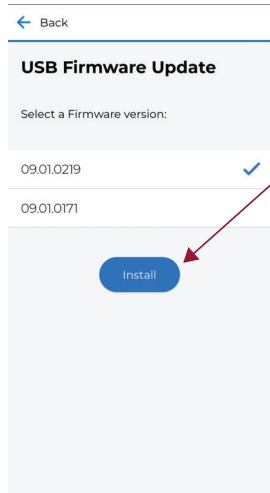 Back
USB Firmware Update
Select a Firmware version:
09.01.0219
09.01.0171
Install